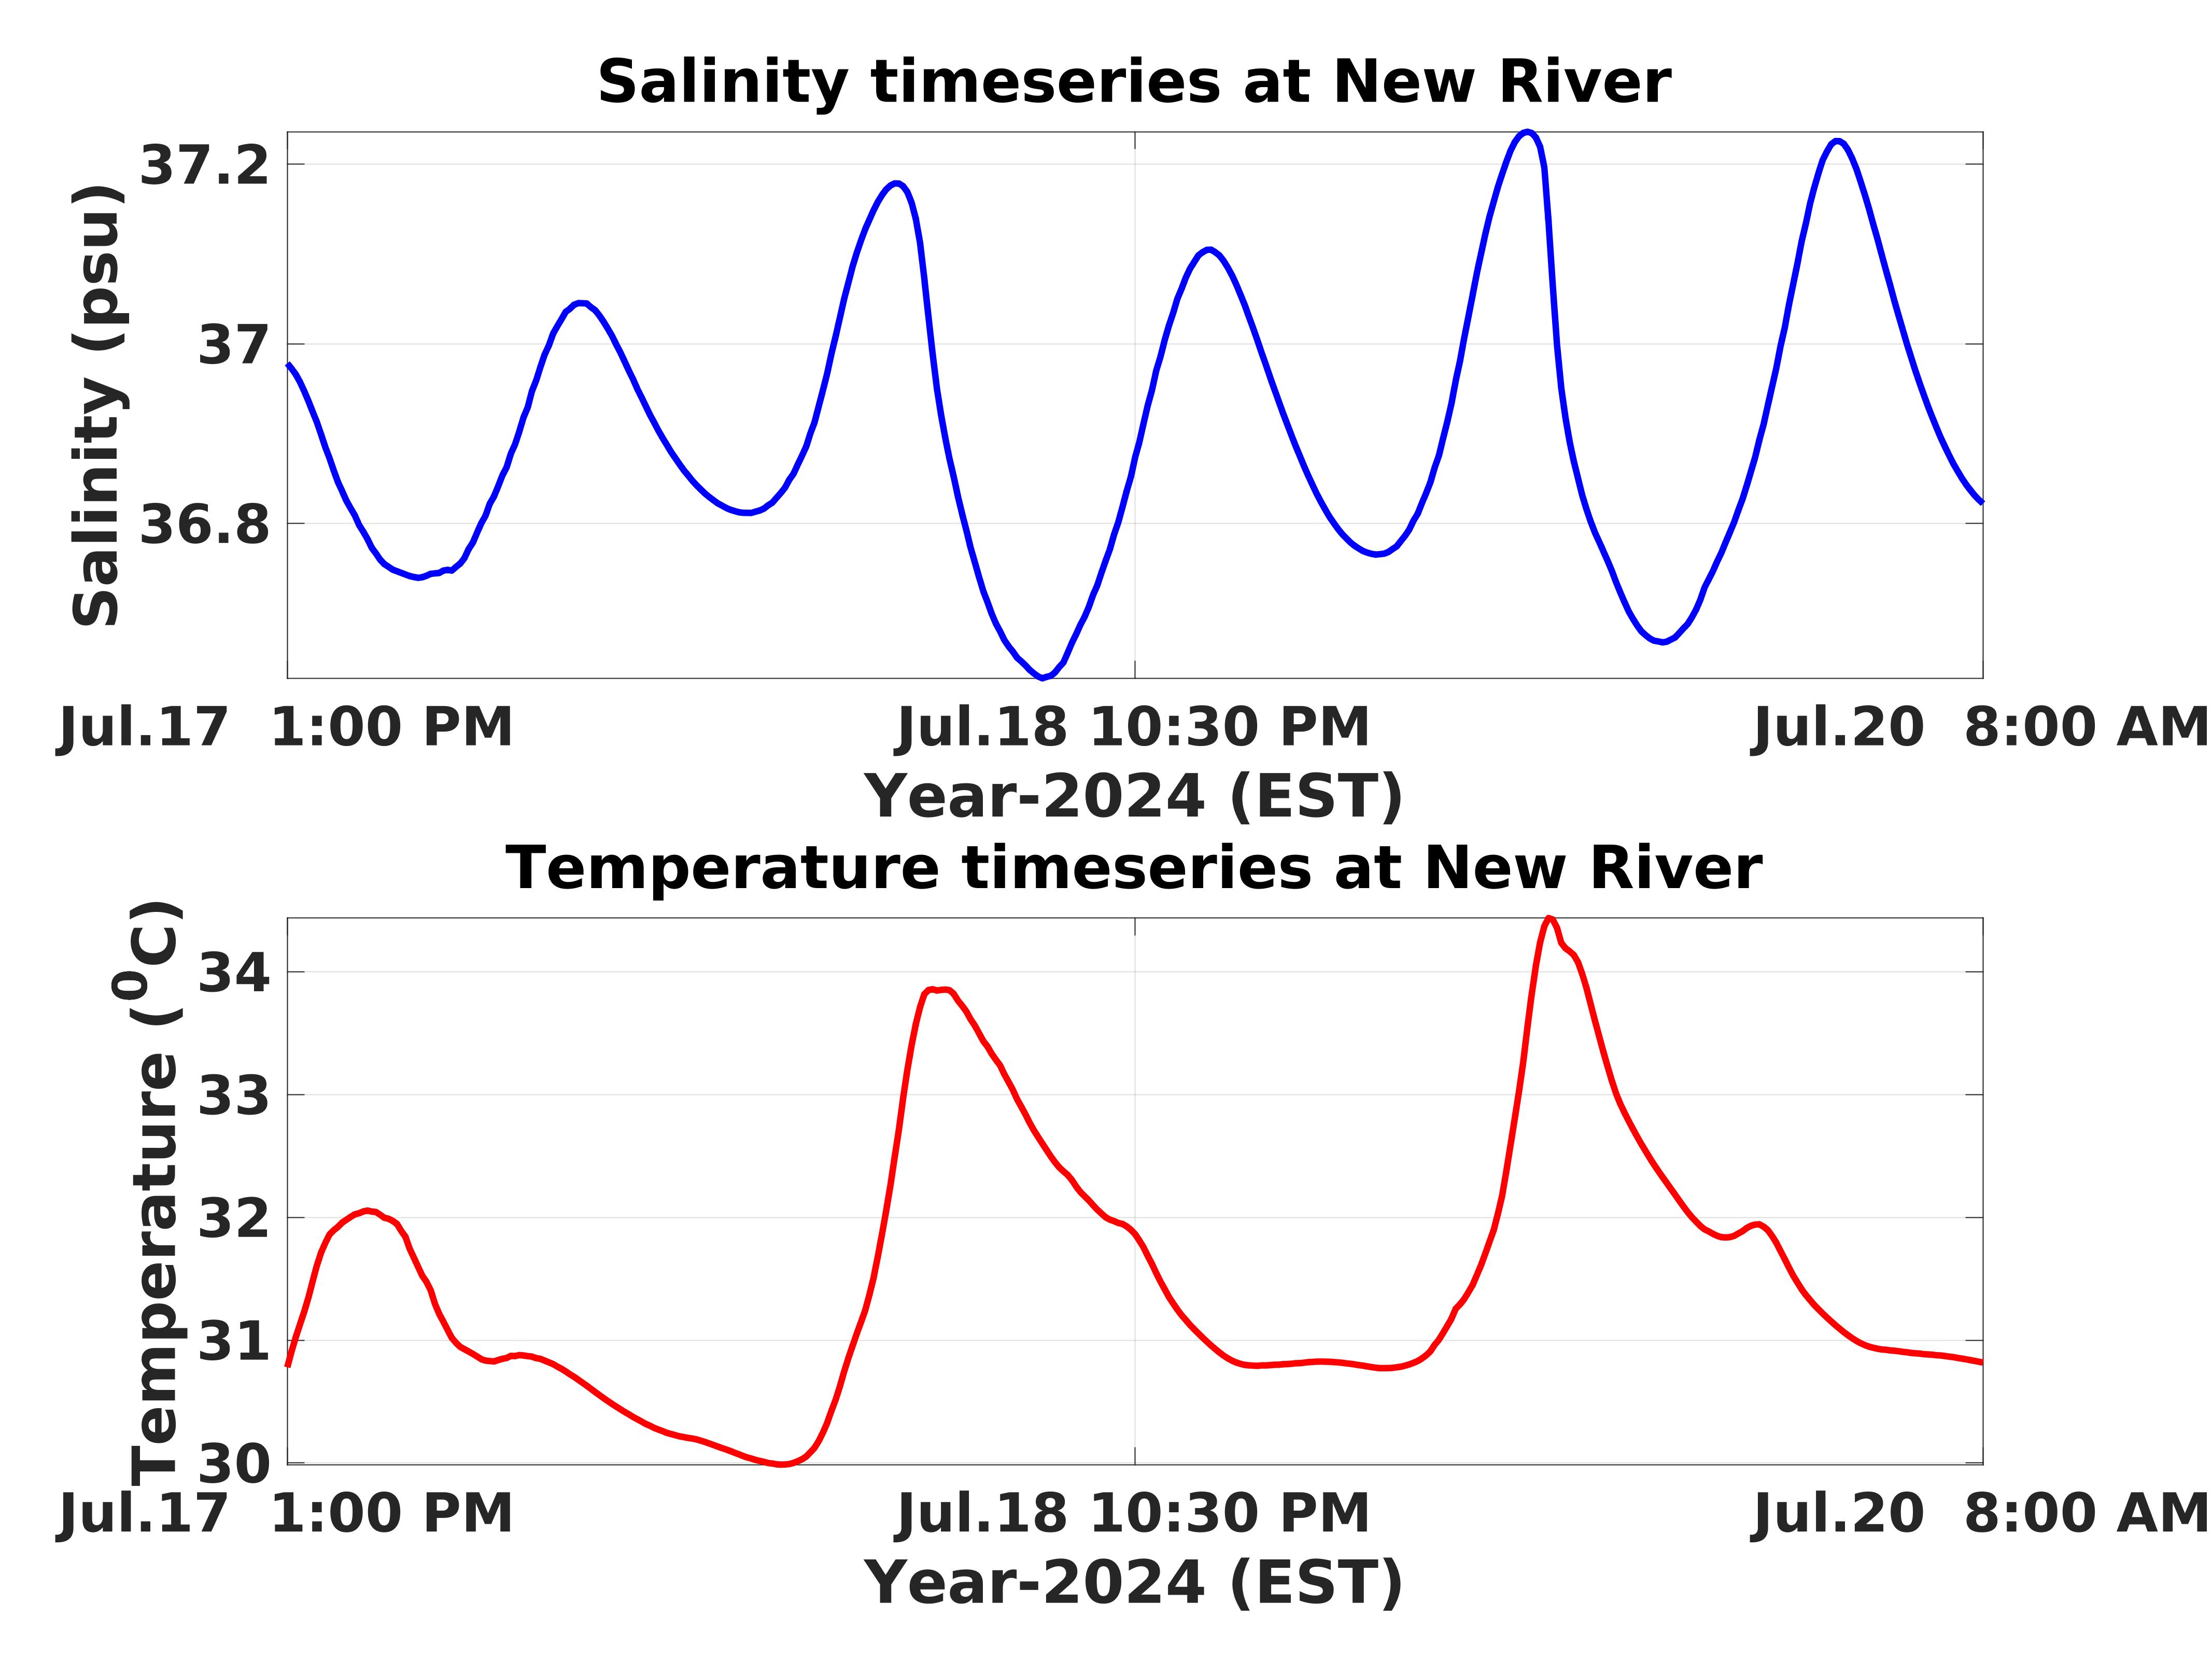 Salinity timeseries at New River
Salinity (psu)
37.2
37
36.8
Jul.17  1:00 PM
Jul.18 10:30 PM
Jul.20  8:00 AM
Year-2024 (EST)
Temperature timeseries at New River
Temperature (⁰C)
34
33
32
31
30
Jul.17  1:00 PM
Jul.18 10:30 PM
Jul.20  8:00 AM
Year-2024 (EST)